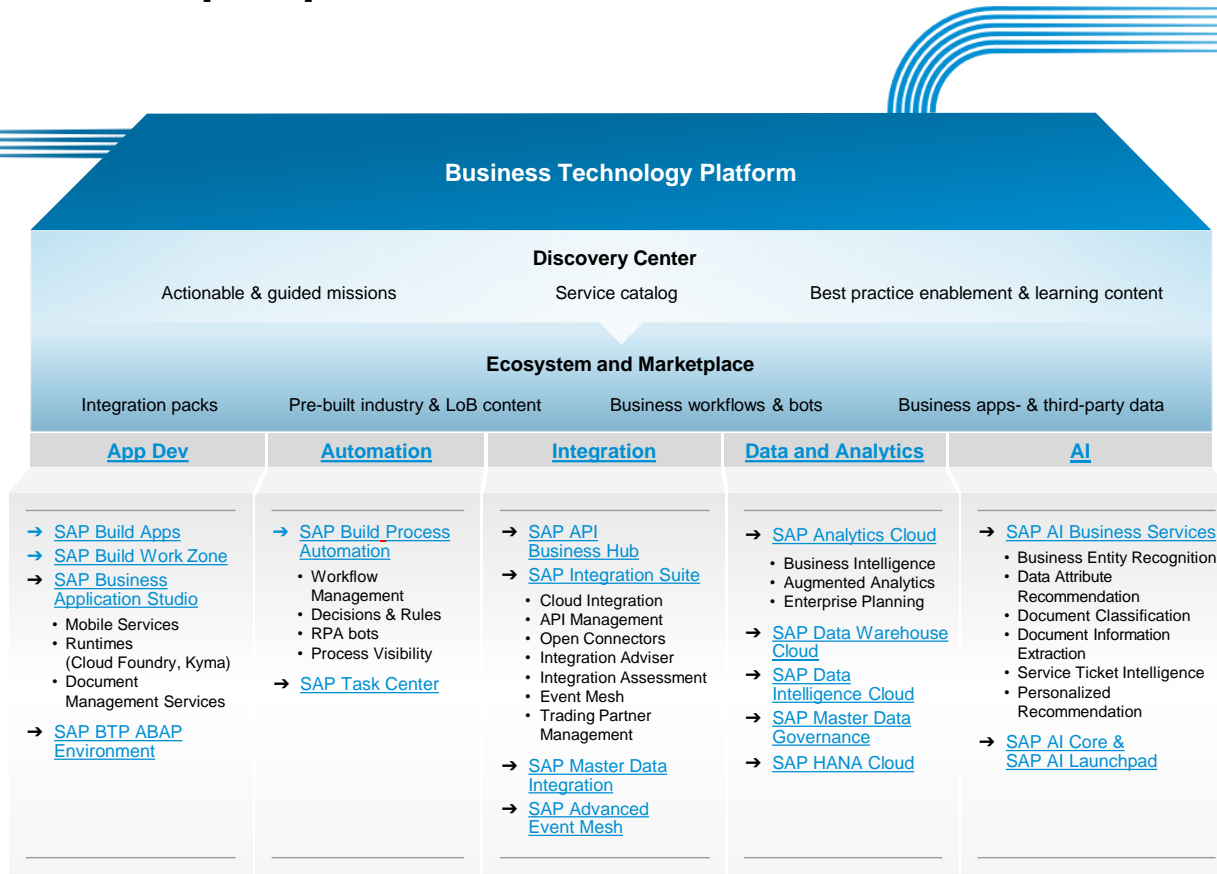 Business Technology Platform
Discovery Center
Actionable & guided missions
Service catalog
Best practice enablement & learning content
Ecosystem and Marketplace
Integration packs
Pre-built industry & LoB content
Business workflows & bots
Business apps- & third-party data
App Dev
Automation
Integration
Data and Analytics
AI
➔ SAP Build Apps
➔ SAP Build Work Zone
➔ SAP Business
Application Studio
• Mobile Services
• Runtimes
(Cloud Foundry, Kyma)
• Document
Management Services
➔ SAP BTP ABAP
Environment
➔ SAP Build Process
Automation
• Workflow
Management
• Decisions & Rules
• RPA bots
• Process Visibility
➔ SAP Task Center
➔ SAP API
Business Hub
➔ SAP Integration Suite
• Cloud Integration
• API Management
• Open Connectors
• Integration Adviser
• Integration Assessment
• Event Mesh
• Trading Partner
Management
➔ SAP Master Data
Integration
➔ SAP Advanced
Event Mesh
➔ SAP Analytics Cloud
• Business Intelligence
• Augmented Analytics
• Enterprise Planning
➔ SAP Data Warehouse
Cloud
➔ SAP Data
Intelligence Cloud
➔ SAP Master Data
Governance
➔ SAP HANA Cloud
➔ SAP AI Business Services
• Business Entity Recognition
• Data Attribute
Recommendation
• Document Classification
• Document Information
Extraction
• Service Ticket Intelligence
• Personalized
Recommendation
➔ SAP AI Core &
SAP AI Launchpad